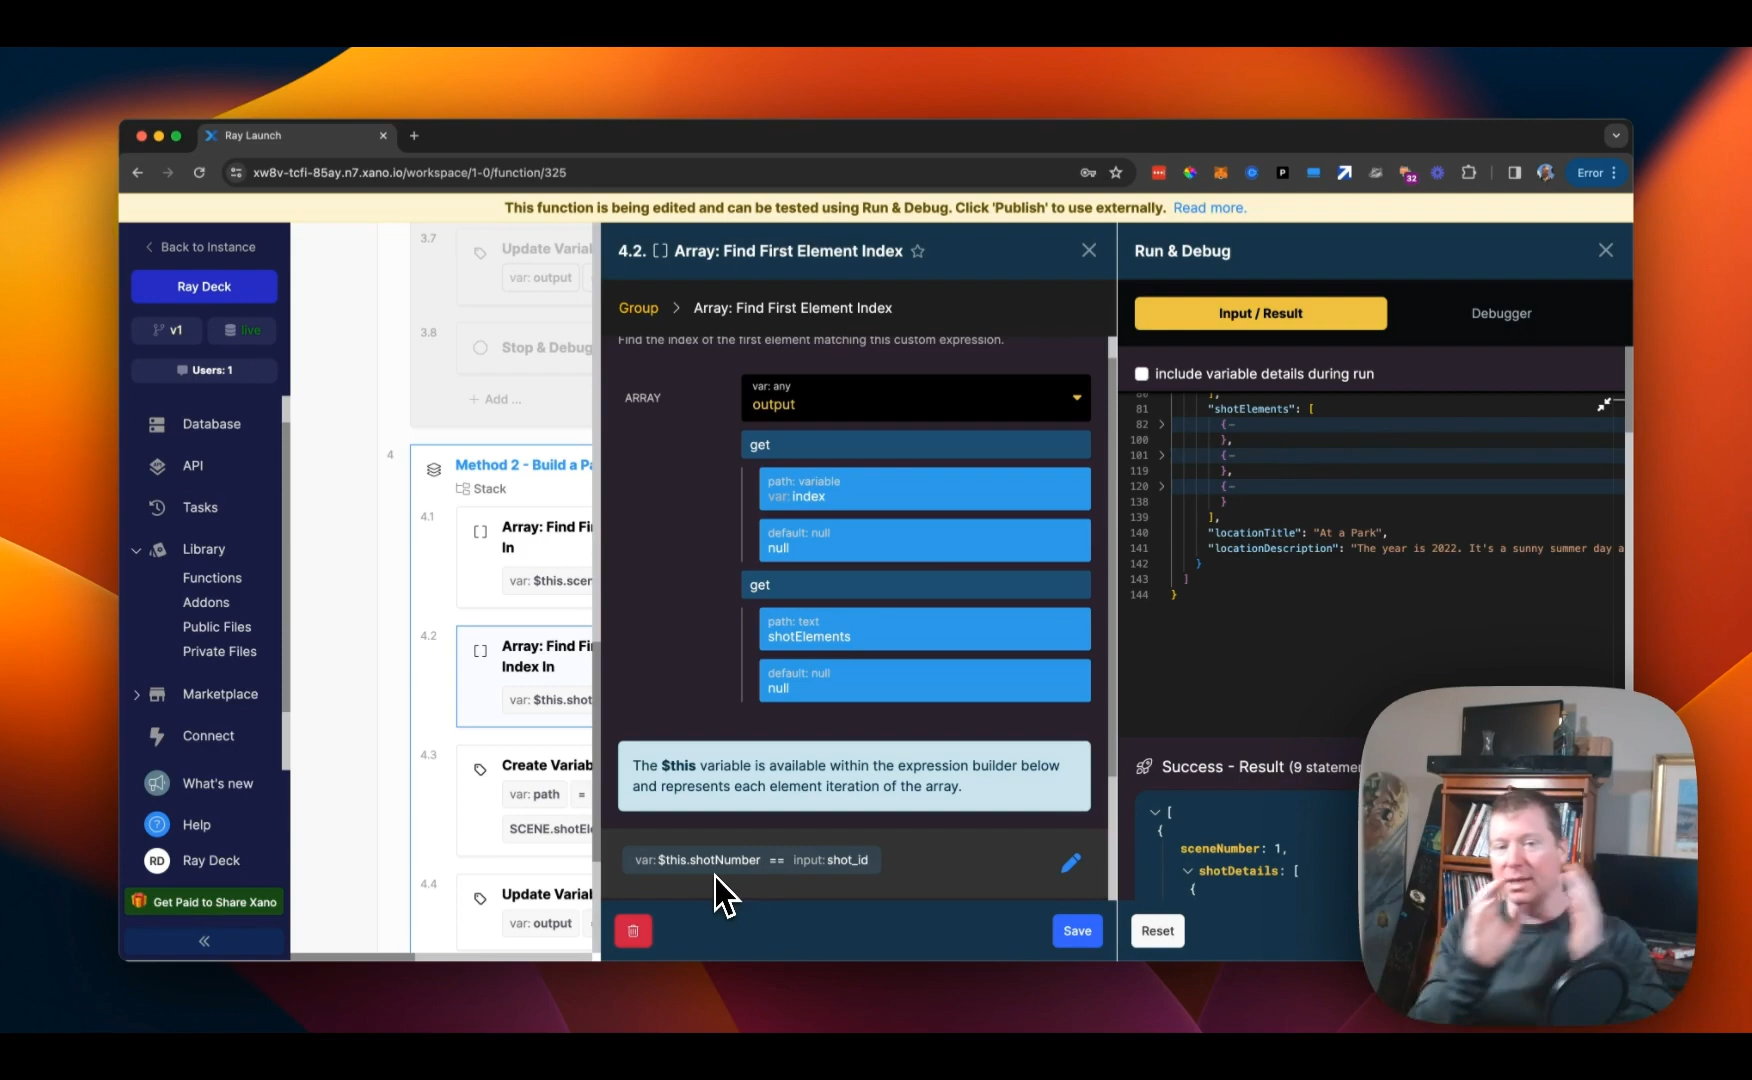 Ray Launch
xw8v-tcfi-85ay.n7.xano.io/workspace/1-0/function/325
P
32
Error
This function is being edited and can be tested using Run & Debug. Click 'Publish' to use externally. Read more.
Back to Instance
Ray Deck
v1
live
Users: 1
Database
API
Tasks
Library
Functions
Addons
Public Files
Private Files
Marketplace
Connect
What's new
Help
RD
Ray Deck
Get Paid to Share Xano
3.7
Update Varia
var: output
3.8
Stop & Debug
+ Add ...
4
Method 2 - Build a Pa
Stack
4.1
Array: Find Fi
In
var: $this.scen
4.2
Array: Find Fi
Index In
var: $this.shot
4.3
Create Variab
var: path =
SCENE.shotEl
4.4
Update Varial
var: output
4.2. [ ] Array: Find First Element Index
Group > Array: Find First Element Index
Find the index of the first element matching this custom expression.
ARRAY
var: any
output
get
path: variable
var: index
default: null
null
get
path: text
shotElements
default: null
null
The $this variable is available within the expression builder below
and represents each element iteration of the array.
var: $this.shotNumber == input: shot_id
Save
Run & Debug
Input / Result
Debugger
include variable details during run
80 ],
81 "shotElements": [
82 {
100 },
101 {
119 },
120 {
138 }
139 ],
140 "locationTitle": "At a Park",
141 "locationDescription": "The year is 2022. It's a sunny summer day a
142 }
143 ]
144 }
Success - Result (9 stateme
[
{
sceneNumber: 1,
shotDetails: [
{
Reset